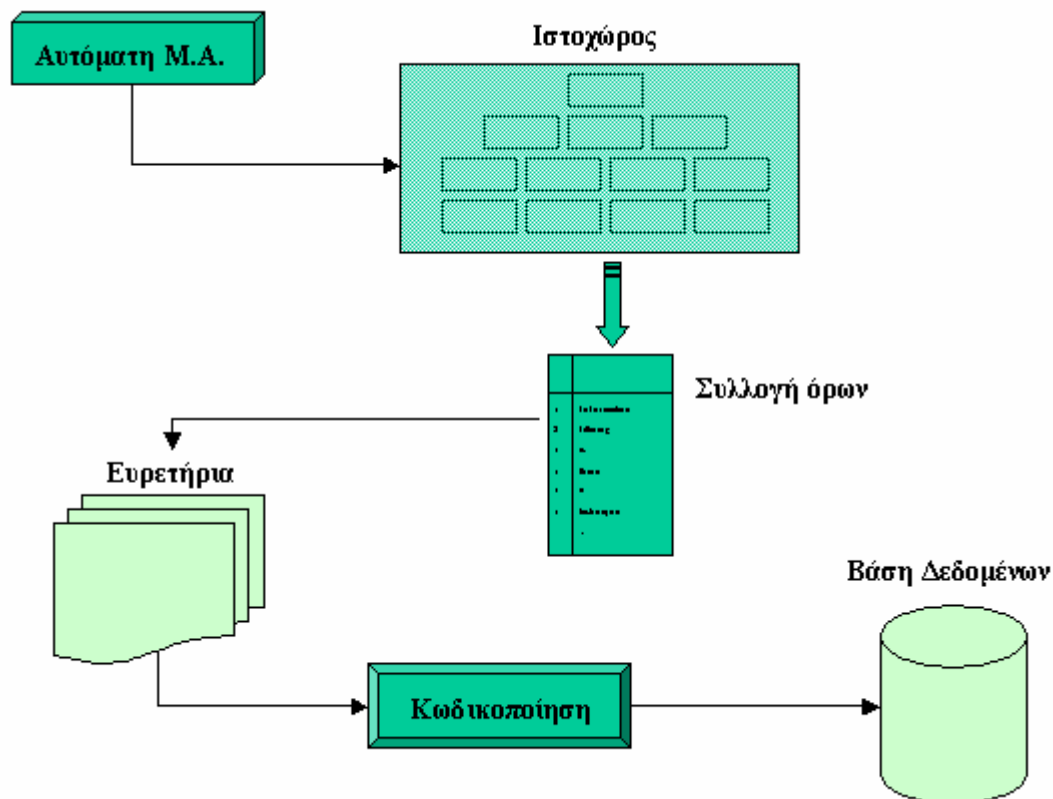 Αυτόματη Μ.Α.
Ιστοχώρος
Συλλογή όρων
Ευρετήρια
Βάση Δεδομένων
Κωδικοποίηση